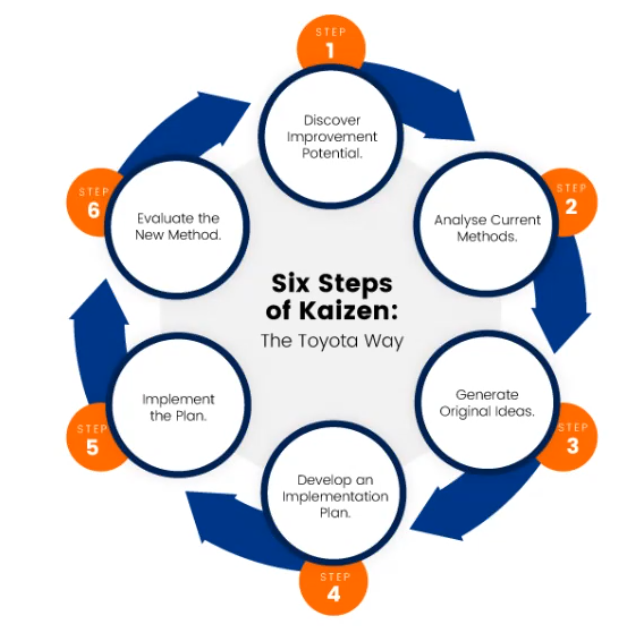 STEP
1
Discover
Improvement
Potential.
STEP
2
Analyse Current
Methods.
STEP
3
Generate
Original Ideas.
STEP
4
Develop an
Implementation
Plan.
STEP
5
Implement
the Plan.
STEP
6
Evaluate the
New Method.
Six Steps
of Kaizen:
The Toyota Way